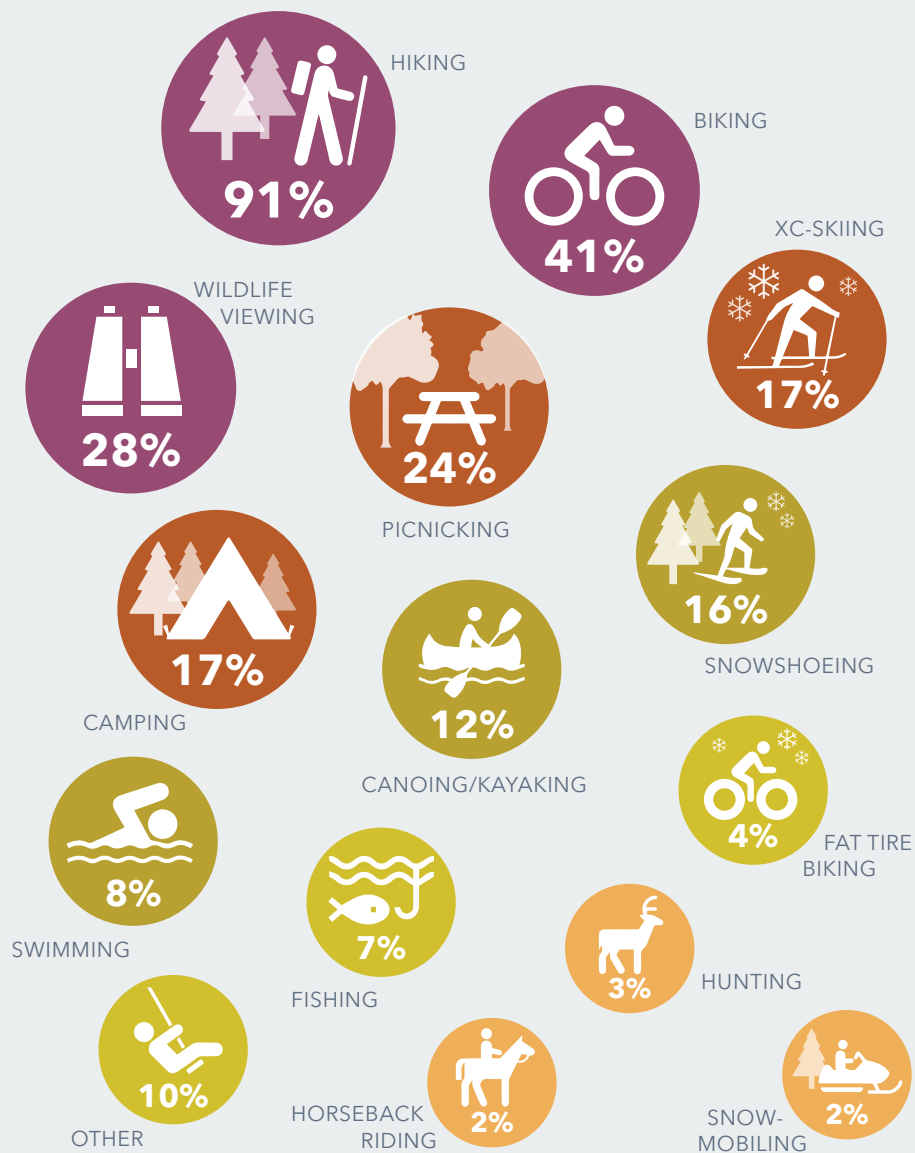 HIKING
91%
BIKING
41%
XC-SKIING
17%
WILDLIFE
VIEWING
28%
24%
PICNICKING
16%
SNOWSHOEING
17%
CAMPING
12%
CANOING/KAYAKING
4%
FAT TIRE
BIKING
8%
SWIMMING
7%
FISHING
3%
HUNTING
10%
OTHER
2%
HORSEBACK
RIDING
2%
SNOW-
MOBILING